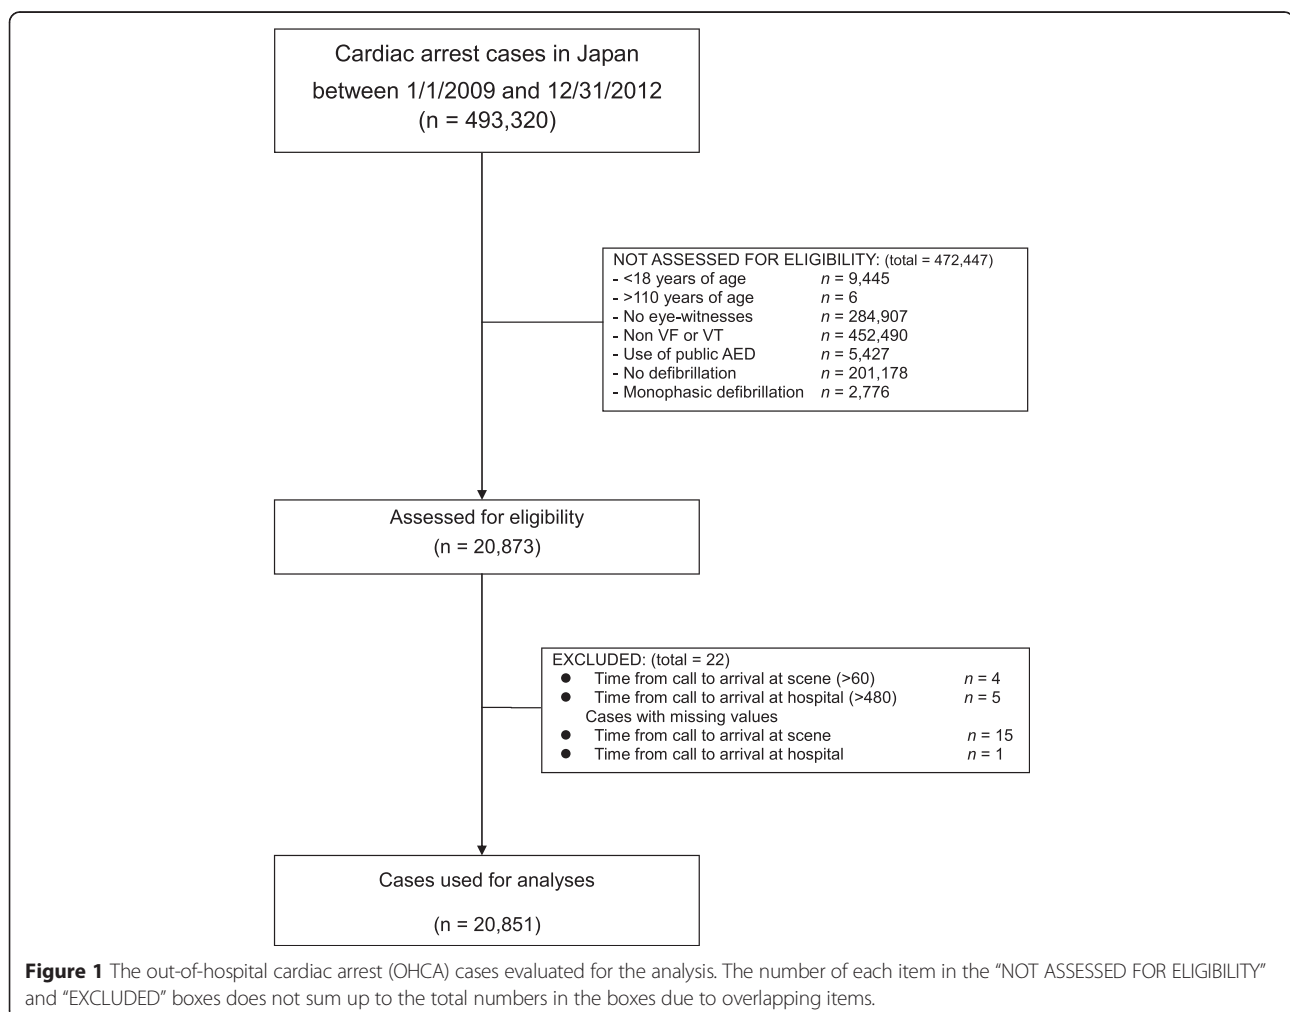 Cardiac arrest cases in Japan
between 1/1/2009 and 12/31/2012
(n = 493,320)
NOT ASSESSED FOR ELIGIBILITY: (total = 472,447)
- <18 years of age n = 9,445
- >110 years of age n = 6
- No eye-witnesses n = 284,907
- Non VF or VT n = 452,490
- Use of public AED n = 5,427
- No defibrillation n = 201,178
- Monophasic defibrillation n = 2,776
Assessed for eligibility
(n = 20,873)
EXCLUDED: (total = 22)
● Time from call to arrival at scene (>60) n = 4
● Time from call to arrival at hospital (>480) n = 5
Cases with missing values
● Time from call to arrival at scene n = 15
● Time from call to arrival at hospital n = 1
Cases used for analyses
(n = 20,851)
Figure 1 The out-of-hospital cardiac arrest (OHCA) cases evaluated for the analysis. The number of each item in the “NOT ASSESSED FOR ELIGIBILITY”
and “EXCLUDED” boxes does not sum up to the total numbers in the boxes due to overlapping items.